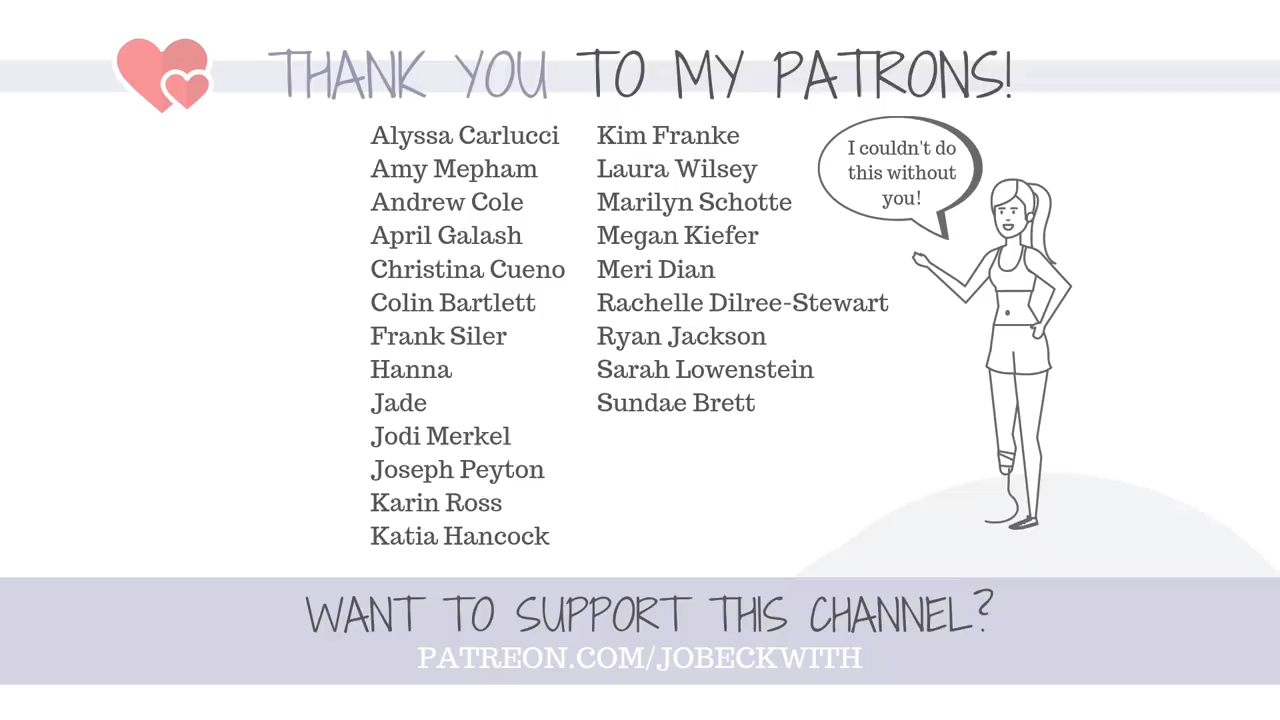 THANK YOU TO MY PATRONS!
Alyssa Carlucci
Amy Mepham
Andrew Cole
April Galash
Christina Cueno
Colin Bartlett
Frank Siler
Hanna
Jade
Jodi Merkel
Joseph Peyton
Karin Ross
Katia Hancock
Kim Franke
Laura Wilsey
Marilyn Schotte
Megan Kiefer
Meri Dian
Rachelle Dilree-Stewart
Ryan Jackson
Sarah Lowenstein
Sundae Brett
I couldn't do
this without
you!
WANT TO SUPPORT THIS CHANNEL?
PATREON.COM/JOBECKWITH